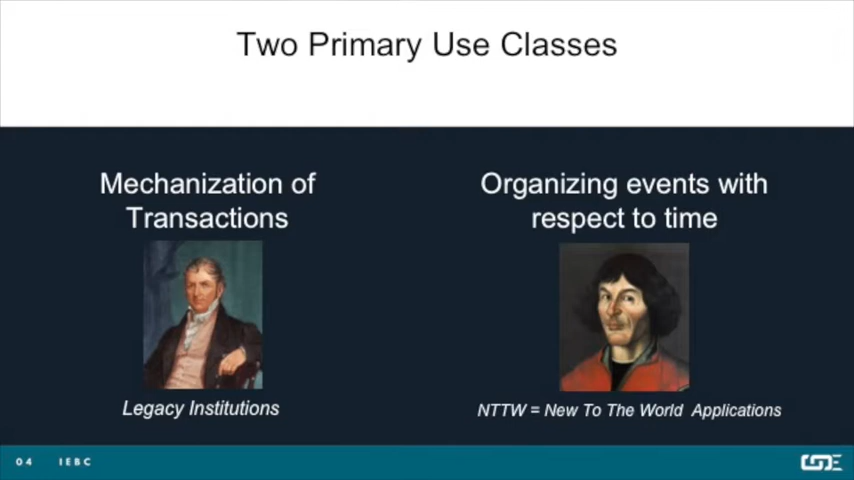 Two Primary Use Classes
Mechanization of
Transactions
Legacy Institutions
Organizing events with
respect to time
NTTW = New To The World Applications
04 IEBC